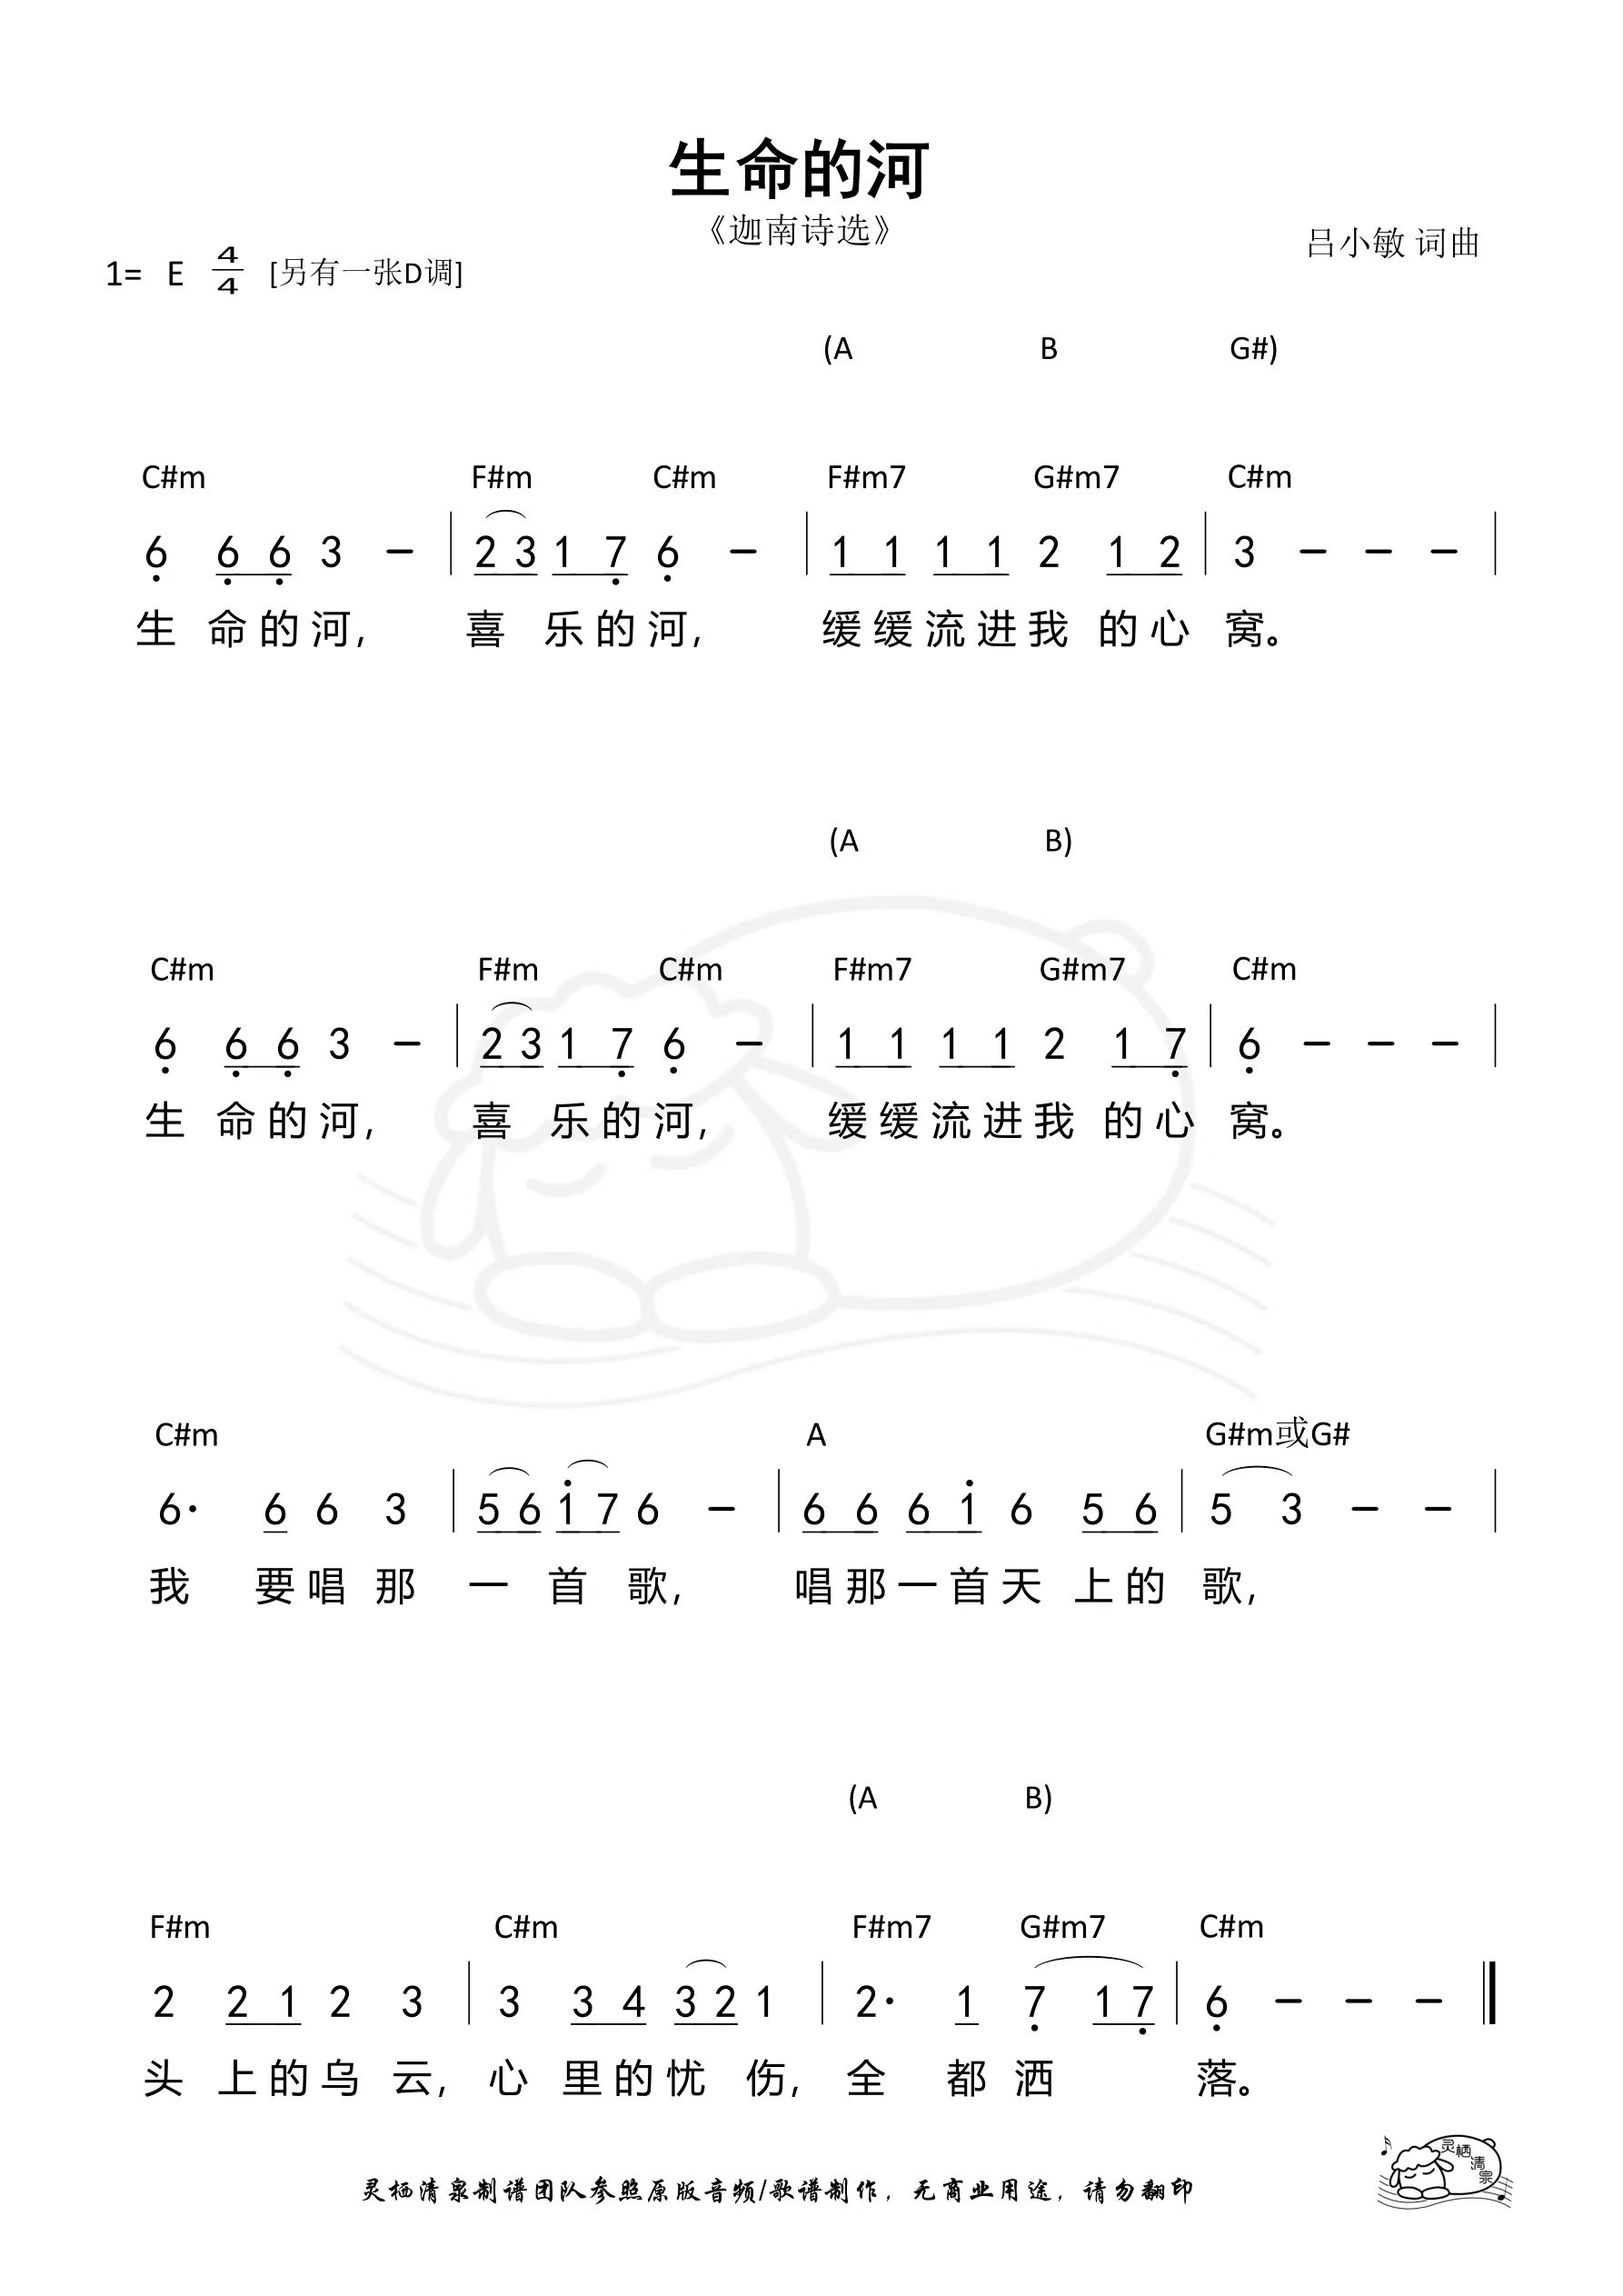 生命的河
《迦南诗选》
吕小敏 词曲
1= E 4/4 [另有一张D调]
(A B G#)
C#m F#m C#m F#m7 G#m7 C#m
6̣ 6̣ 6̣ 3 – | 2 3 1 7̣ 6̣ – | 1 1 1 1 2 1 2 | 3 – – – |
生 命的河, 喜 乐的河, 缓缓流进我 的心 窝。
(A B)
C#m F#m C#m F#m7 G#m7 C#m
6̣ 6̣ 6̣ 3 – | 2 3 1 7̣ 6̣ – | 1 1 1 1 2 1 7̣ | 6̣ – – – |
生 命的河, 喜 乐的河, 缓缓流进我 的心 窝。
C#m A G#m或G#
6· 6 6 3 | 5 6 1̇ 7 6 – | 6 6 6 1̇ 6 5 6 | 5 3 – – |
我 要唱 那 一 首 歌, 唱那一首天 上的 歌,
(A B)
F#m C#m F#m7 G#m7 C#m
2 2 1 2 3 | 3 3 4 3 2 1 | 2· 1 7̣ 1 7̣ | 6̣ – – – ‖
头 上的乌 云, 心 里的忧 伤, 全 都 洒 落。
灵栖清泉
灵栖清泉制谱团队参照原版音频/歌谱制作，无商业用途，请勿翻印